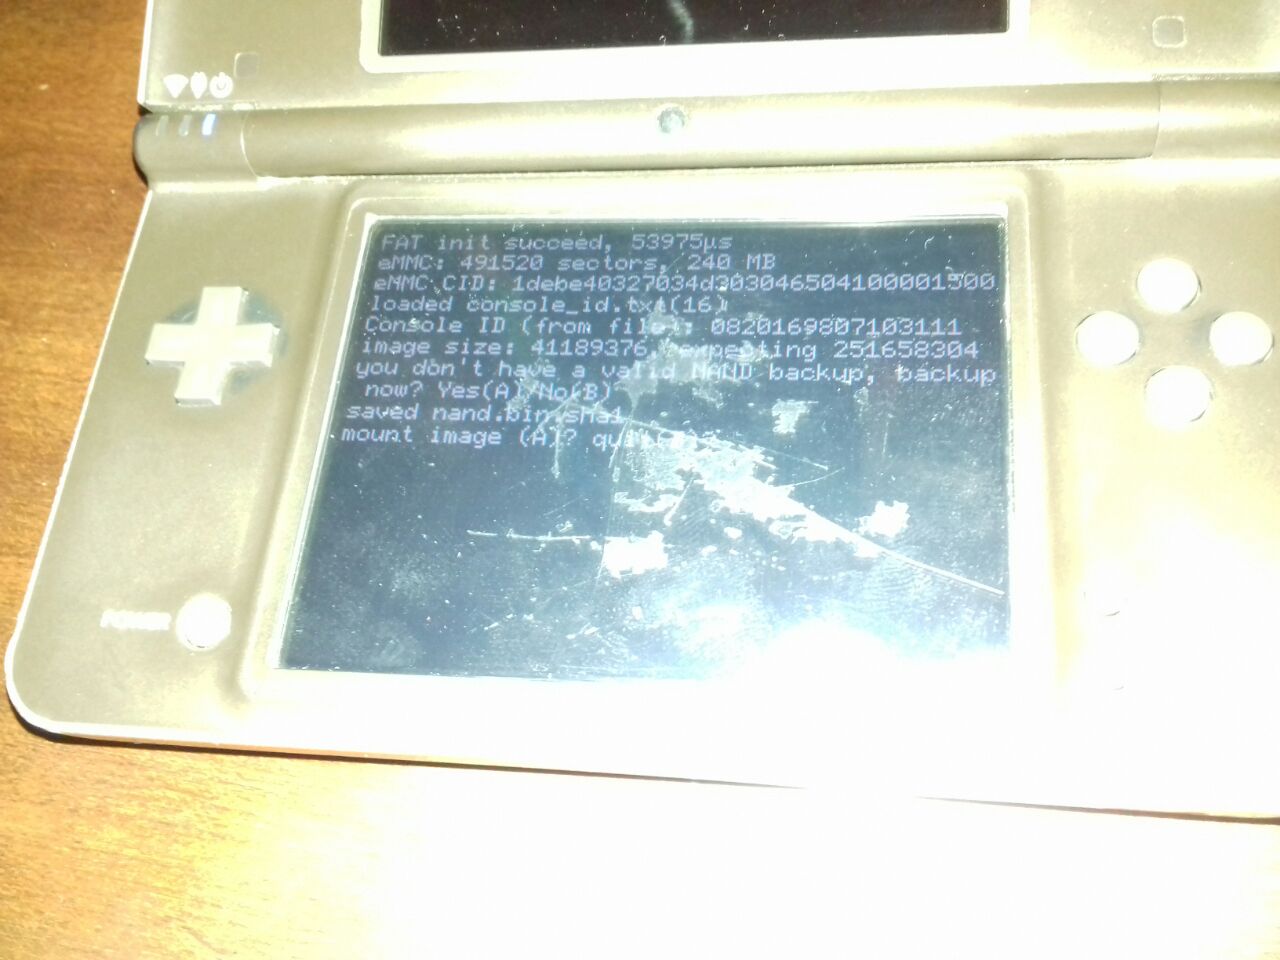 FAT init succeed, 53975µs
eMMC: 491520 sectors, 240 MB
eMMC CID: 1debe40327034d303046504100001500
loaded console_id.txt(16)
Console ID (from file): 0820169807103111
image size: 41189376, expecting 251658304
you don't have a valid NAND backup, backup
now? Yes(A)/No(B)
saved nand.bin.sha1
mount image (A)?
POWER